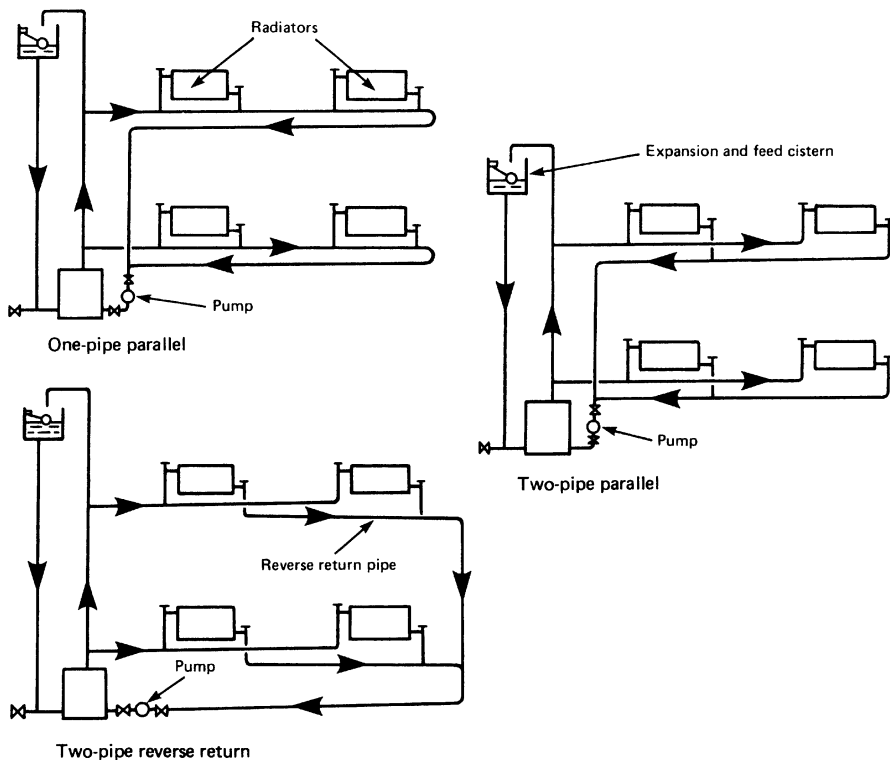 Radiators
Pump
One-pipe parallel
Expansion and feed cistern
Pump
Two-pipe parallel
Reverse return pipe
Pump
Two-pipe reverse return